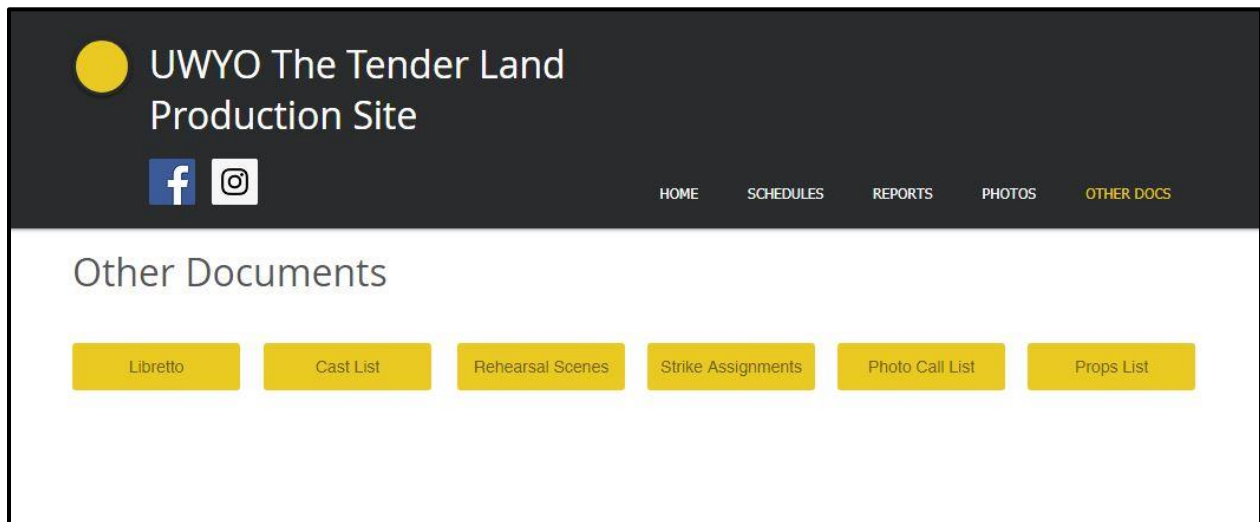 UWYO The Tender Land
Production Site
HOME SCHEDULES REPORTS PHOTOS OTHER DOCS
Other Documents
Libretto Cast List Rehearsal Scenes Strike Assignments Photo Call List Props List